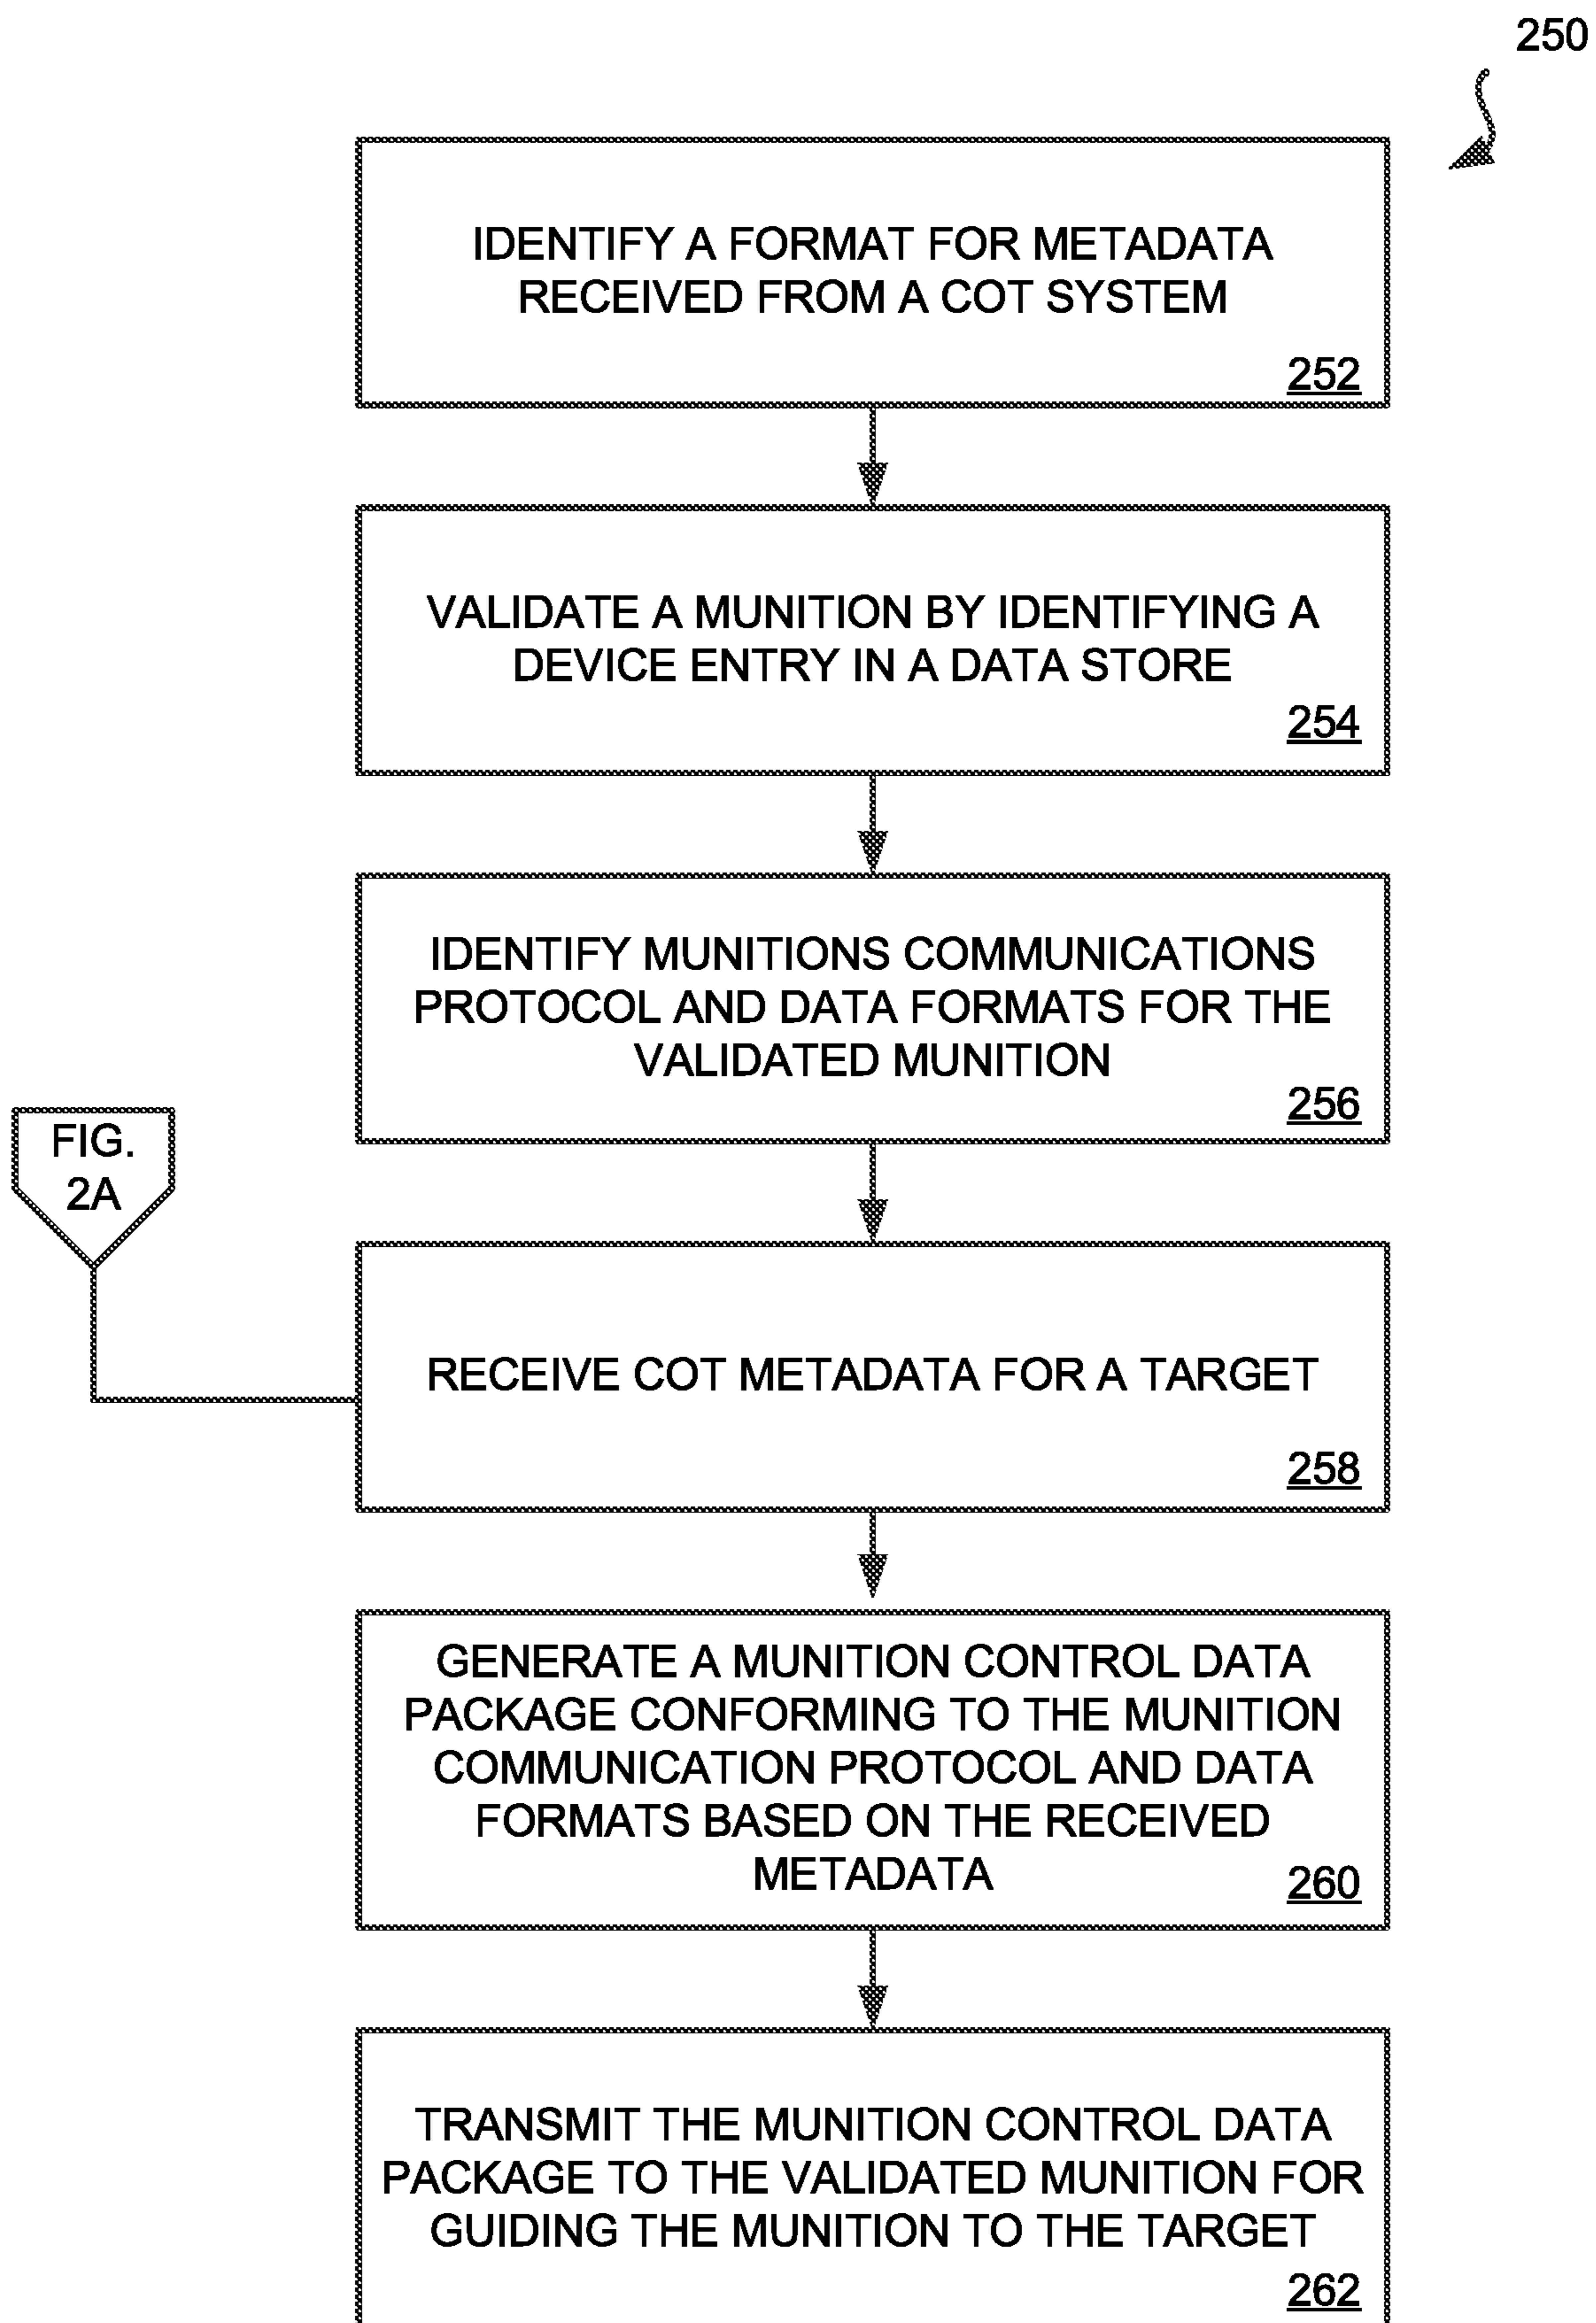 250
IDENTIFY A FORMAT FOR METADATA
RECEIVED FROM A COT SYSTEM
252
VALIDATE A MUNITION BY IDENTIFYING A
DEVICE ENTRY IN A DATA STORE
254
IDENTIFY MUNITIONS COMMUNICATIONS
PROTOCOL AND DATA FORMATS FOR THE
VALIDATED MUNITION
256
FIG.
2A
RECEIVE COT METADATA FOR A TARGET
258
GENERATE A MUNITION CONTROL DATA
PACKAGE CONFORMING TO THE MUNITION
COMMUNICATION PROTOCOL AND DATA
FORMATS BASED ON THE RECEIVED
METADATA
260
TRANSMIT THE MUNITION CONTROL DATA
PACKAGE TO THE VALIDATED MUNITION FOR
GUIDING THE MUNITION TO THE TARGET
262